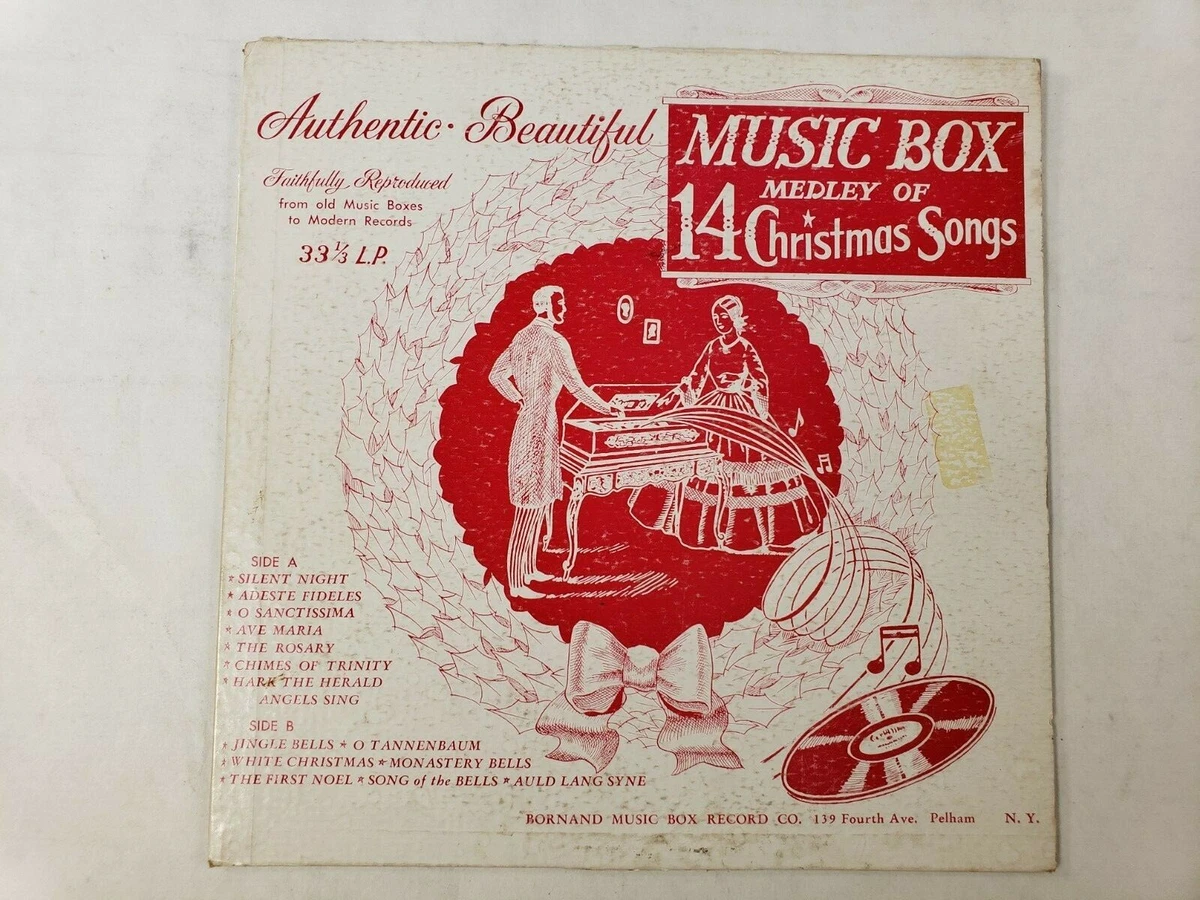 Authentic · Beautiful
MUSIC BOX
MEDLEY OF
14 Christmas Songs
Faithfully Reproduced
from old Music Boxes
to Modern Records
33⅓ L.P.
SIDE A
* SILENT NIGHT
* ADESTE FIDELES
* O SANCTISSIMA
* AVE MARIA
* THE ROSARY
* CHIMES OF TRINITY
* HARK THE HERALD
ANGELS SING
SIDE B
* JINGLE BELLS * O TANNENBAUM
* WHITE CHRISTMAS * MONASTERY BELLS
* THE FIRST NOEL * SONG of the BELLS * AULD LANG SYNE
BORNAND MUSIC BOX RECORD CO. 139 Fourth Ave. Pelham N. Y.